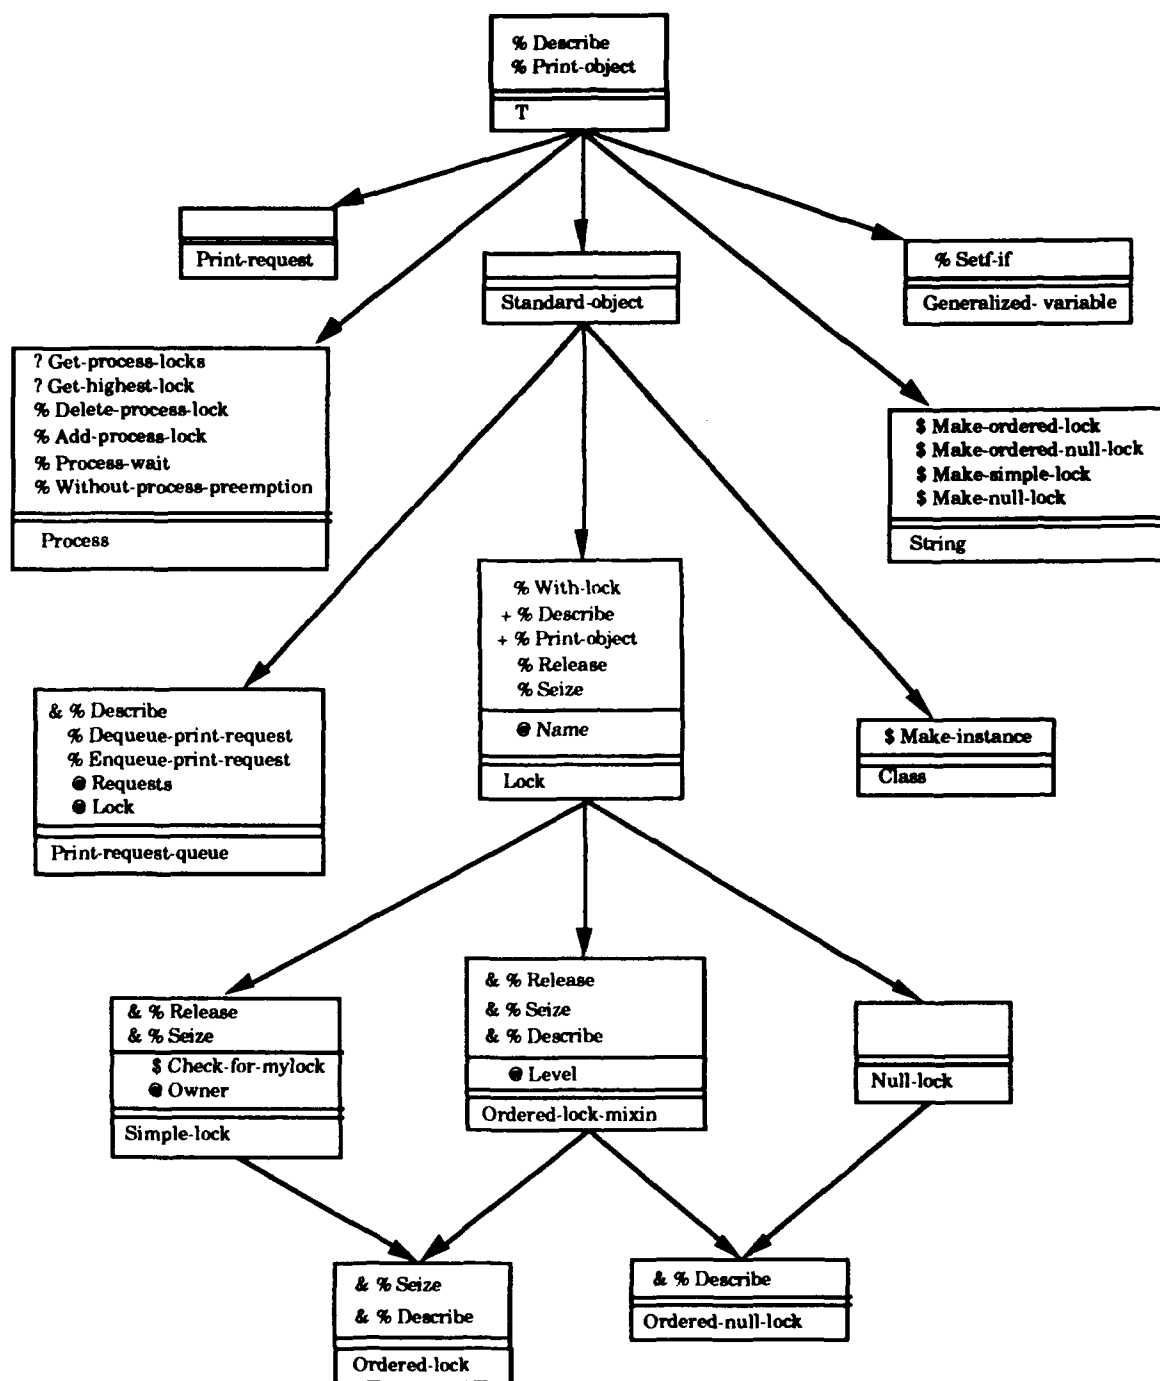 % Describe
% Print-object
T
Print-request
Standard-object
% Setf-if
Generalized- variable
? Get-process-locks
? Get-highest-lock
% Delete-process-lock
% Add-process-lock
% Process-wait
% Without-process-preemption
Process
$ Make-ordered-lock
$ Make-ordered-null-lock
$ Make-simple-lock
$ Make-null-lock
String
% With-lock
+ % Describe
+ % Print-object
% Release
% Seize
@ Name
Lock
& % Describe
% Dequeue-print-request
% Enqueue-print-request
@ Requests
@ Lock
Print-request-queue
$ Make-instance
Class
& % Release
& % Seize
$ Check-for-mylock
@ Owner
Simple-lock
& % Release
& % Seize
& % Describe
@ Level
Ordered-lock-mixin
Null-lock
& % Seize
& % Describe
Ordered-lock
& % Describe
Ordered-null-lock